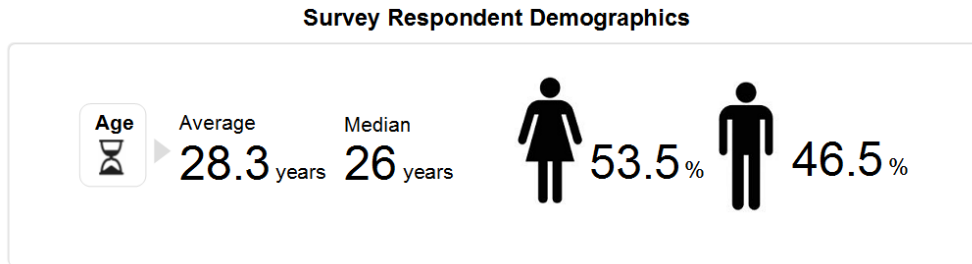 Survey Respondent Demographics
Age
Average
28.3 years
Median
26 years
53.5 %
46.5 %